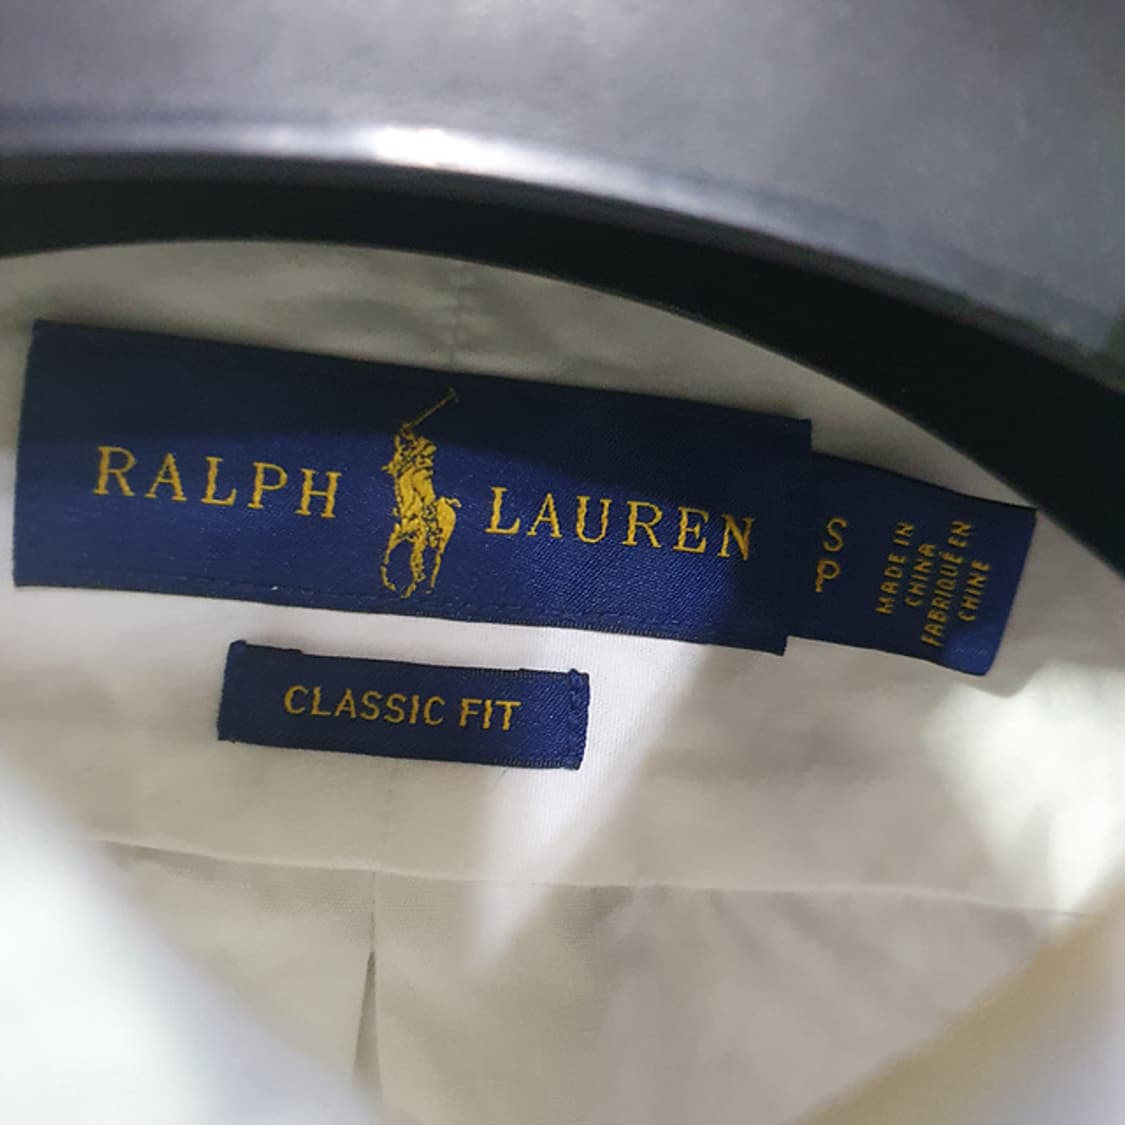 RALPH LAUREN
S
P
MADE IN
CHINA
FABRIQUÉ EN
CHINE
CLASSIC FIT